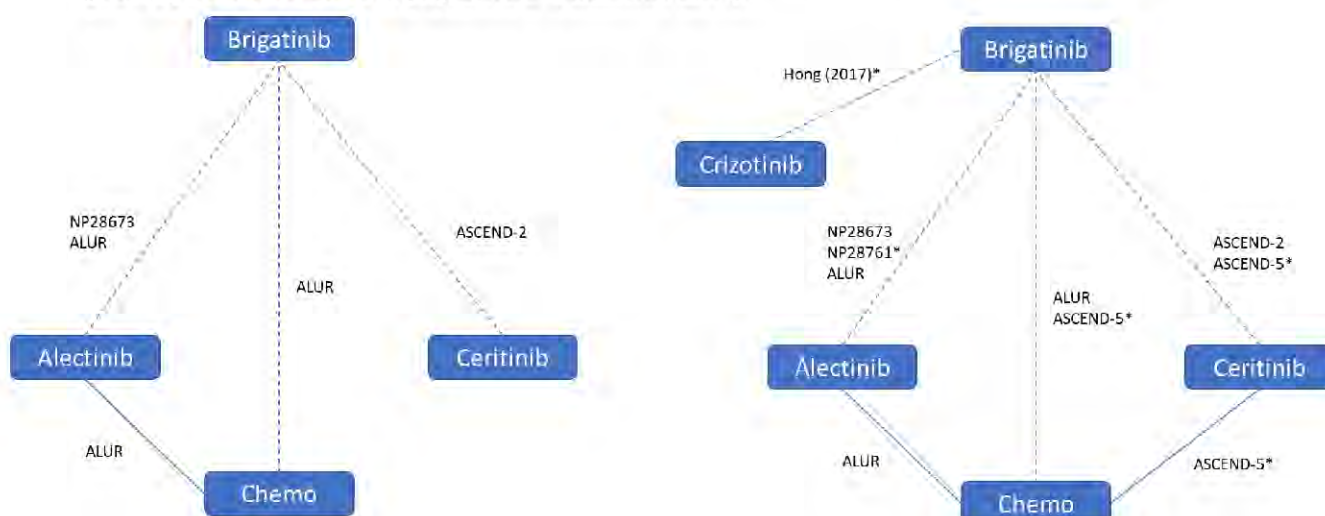 Brigatinib
NP28673
ALUR
ALUR
ASCEND-2
Alectinib
Ceritinib
ALUR
Chemo
Brigatinib
Hong (2017)*
Crizotinib
NP28673
NP28761*
ALUR
ALUR
ASCEND-5*
ASCEND-2
ASCEND-5*
Alectinib
Ceritinib
ALUR
ASCEND-5*
Chemo